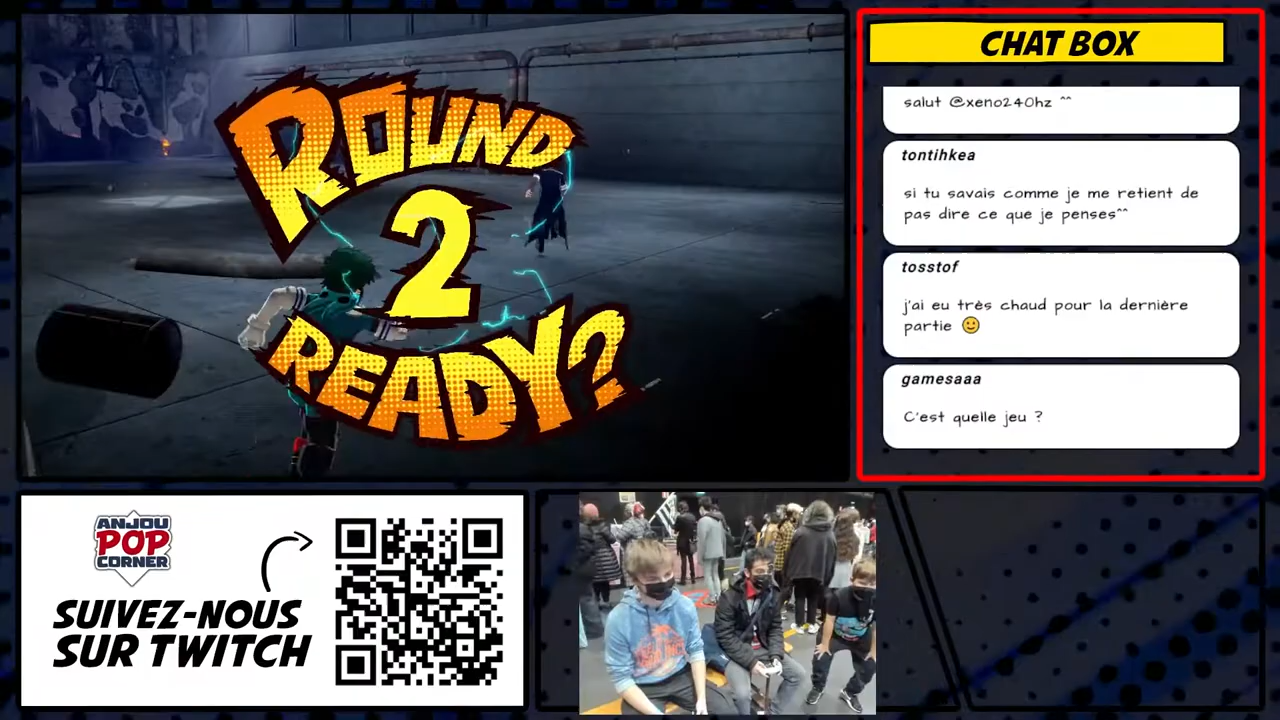 ROUND
2
READY?
CHAT BOX
salut @xeno240hz ^^
tontihkea
si tu savais comme je me retient de
pas dire ce que je penses^^
tosstof
j'ai eu très chaud pour la dernière
partie 🙂
gamesaaa
C'est quelle jeu ?
ANJOU
POP
CORNER
SUIVEZ-NOUS
SUR TWITCH